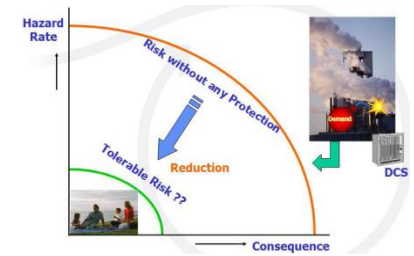 Hazard
Rate
Risk without any Protection
Demand
DCS
Reduction
Tolerable Risk ??
Consequence